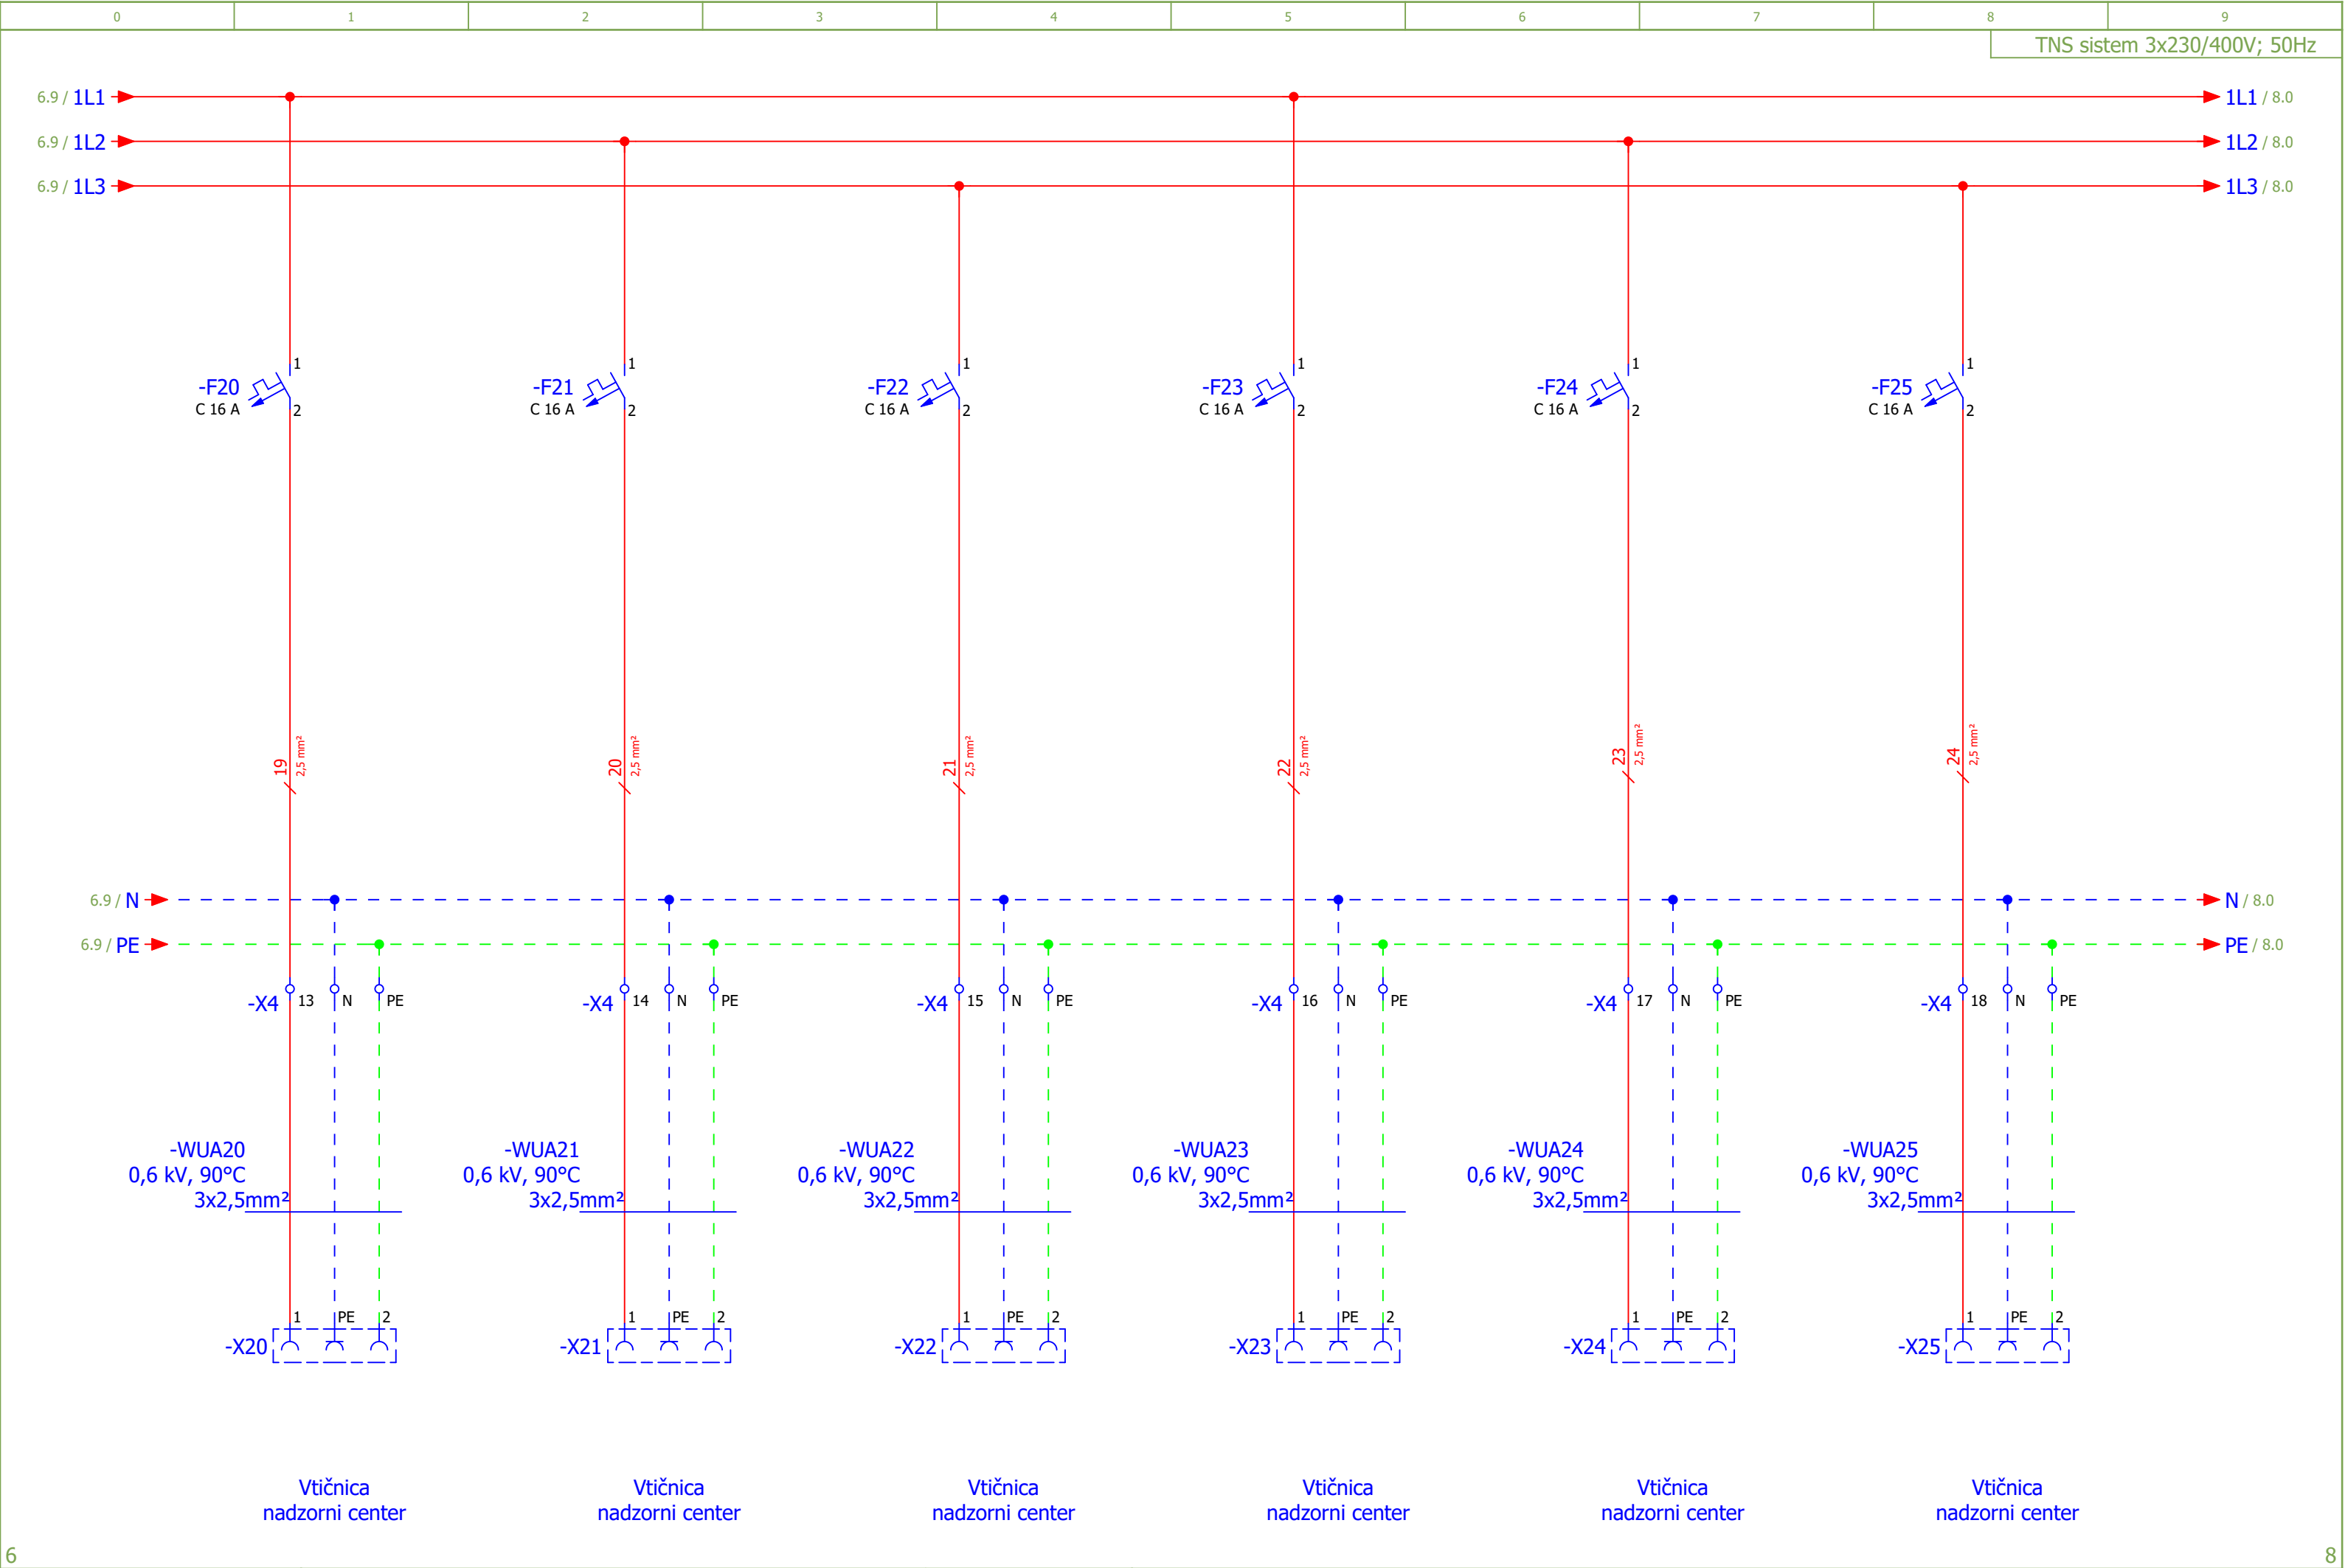 0 1 2 3 4 5 6 7 8 9
TNS sistem 3x230/400V; 50Hz
6.9 / 1L1 1L1 / 8.0
6.9 / 1L2 1L2 / 8.0
6.9 / 1L3 1L3 / 8.0
1 1 1 1 1 1
-F20 -F21 -F22 -F23 -F24 -F25
C 16 A C 16 A C 16 A C 16 A C 16 A C 16 A
2 2 2 2 2 2
19 2,5 mm² 20 2,5 mm² 21 2,5 mm² 22 2,5 mm² 23 2,5 mm² 24 2,5 mm²
6.9 / N N / 8.0
6.9 / PE PE / 8.0
-X4 13 N PE -X4 14 N PE -X4 15 N PE -X4 16 N PE -X4 17 N PE -X4 18 N PE
-WUA20 -WUA21 -WUA22 -WUA23 -WUA24 -WUA25
0,6 kV, 90°C 0,6 kV, 90°C 0,6 kV, 90°C 0,6 kV, 90°C 0,6 kV, 90°C 0,6 kV, 90°C
3x2,5mm² 3x2,5mm² 3x2,5mm² 3x2,5mm² 3x2,5mm² 3x2,5mm²
1 PE 2 1 PE 2 1 PE 2 1 PE 2 1 PE 2 1 PE 2
-X20 -X21 -X22 -X23 -X24 -X25
Vtičnica Vtičnica Vtičnica Vtičnica Vtičnica Vtičnica
nadzorni center nadzorni center nadzorni center nadzorni center nadzorni center nadzorni center
6 8